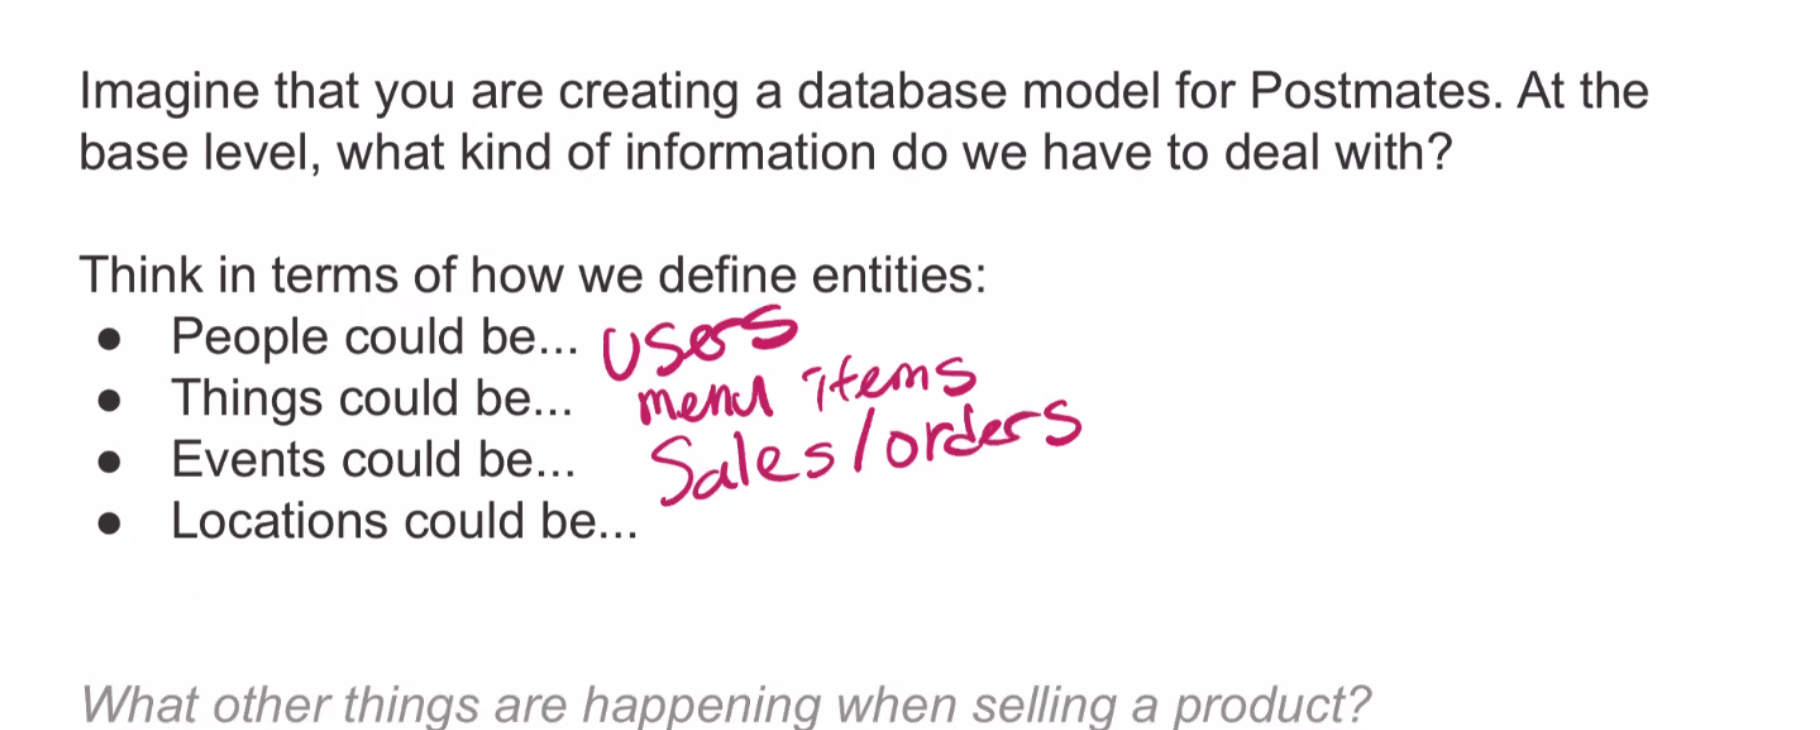 Imagine that you are creating a database model for Postmates. At the
base level, what kind of information do we have to deal with?
Think in terms of how we define entities:
● People could be... users
● Things could be... menu items
● Events could be... Sales/orders
● Locations could be...
What other things are happening when selling a product?